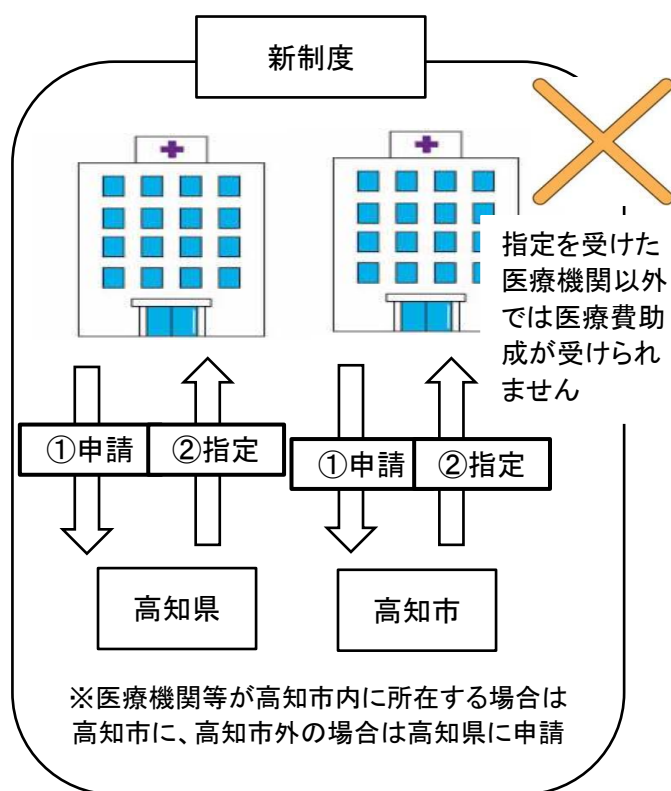 新制度
指定を受けた
医療機関以外
では医療費助
成が受けられ
ません
①申請
②指定
①申請
②指定
高知県
高知市
※医療機関等が高知市内に所在する場合は
高知市に、高知市外の場合は高知県に申請